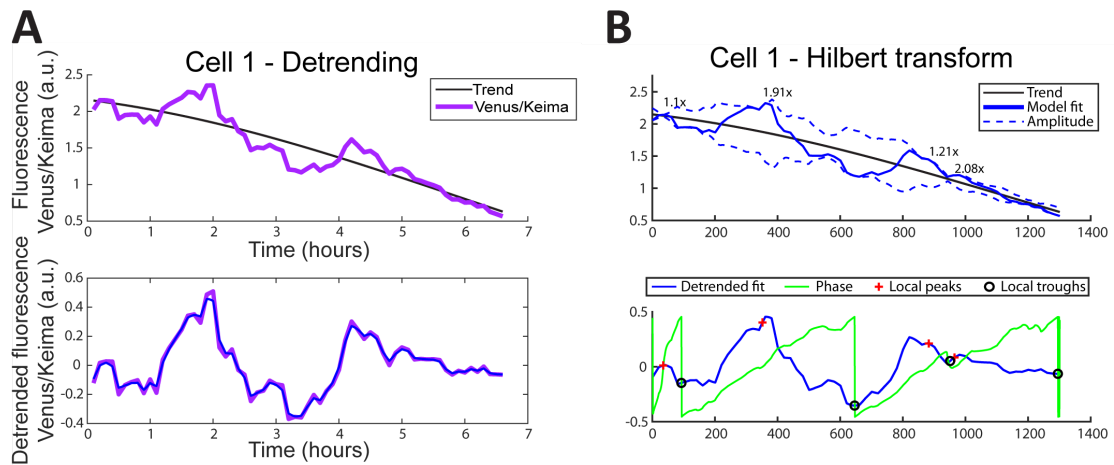 A
Cell 1 - Detrending
Fluorescence
Venus/Keima (a.u.)
2.5
2
1.5
1
0.5
Trend
Venus/Keima
0 1 2 3 4 5 6 7
Time (hours)
Detrended fluorescence
Venus/Keima (a.u.)
0.6
0.4
0.2
0
-0.2
-0.4
0 1 2 3 4 5 6 7
Time (hours)
B
Cell 1 - Hilbert transform
2.5
2
1.5
1
0.5
1.1x
1.91x
1.21x
2.08x
Trend
Model fit
Amplitude
0 200 400 600 800 1000 1200 1400
Detrended fit Phase Local peaks Local troughs
0.5
0
-0.5
0 200 400 600 800 1000 1200 1400